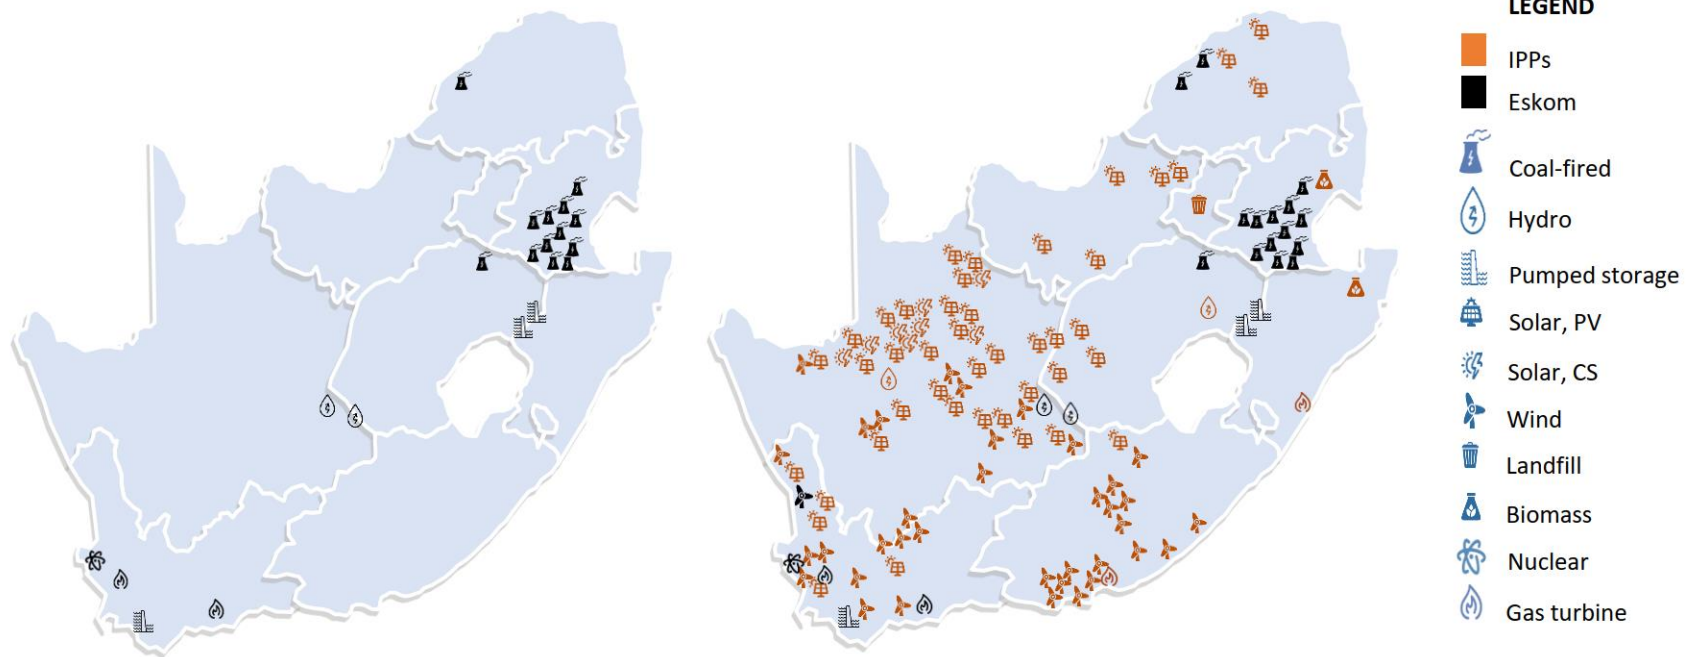 LEGEND
IPPs
Eskom
Coal-fired
Hydro
Pumped storage
Solar, PV
Solar, CS
Wind
Landfill
Biomass
Nuclear
Gas turbine